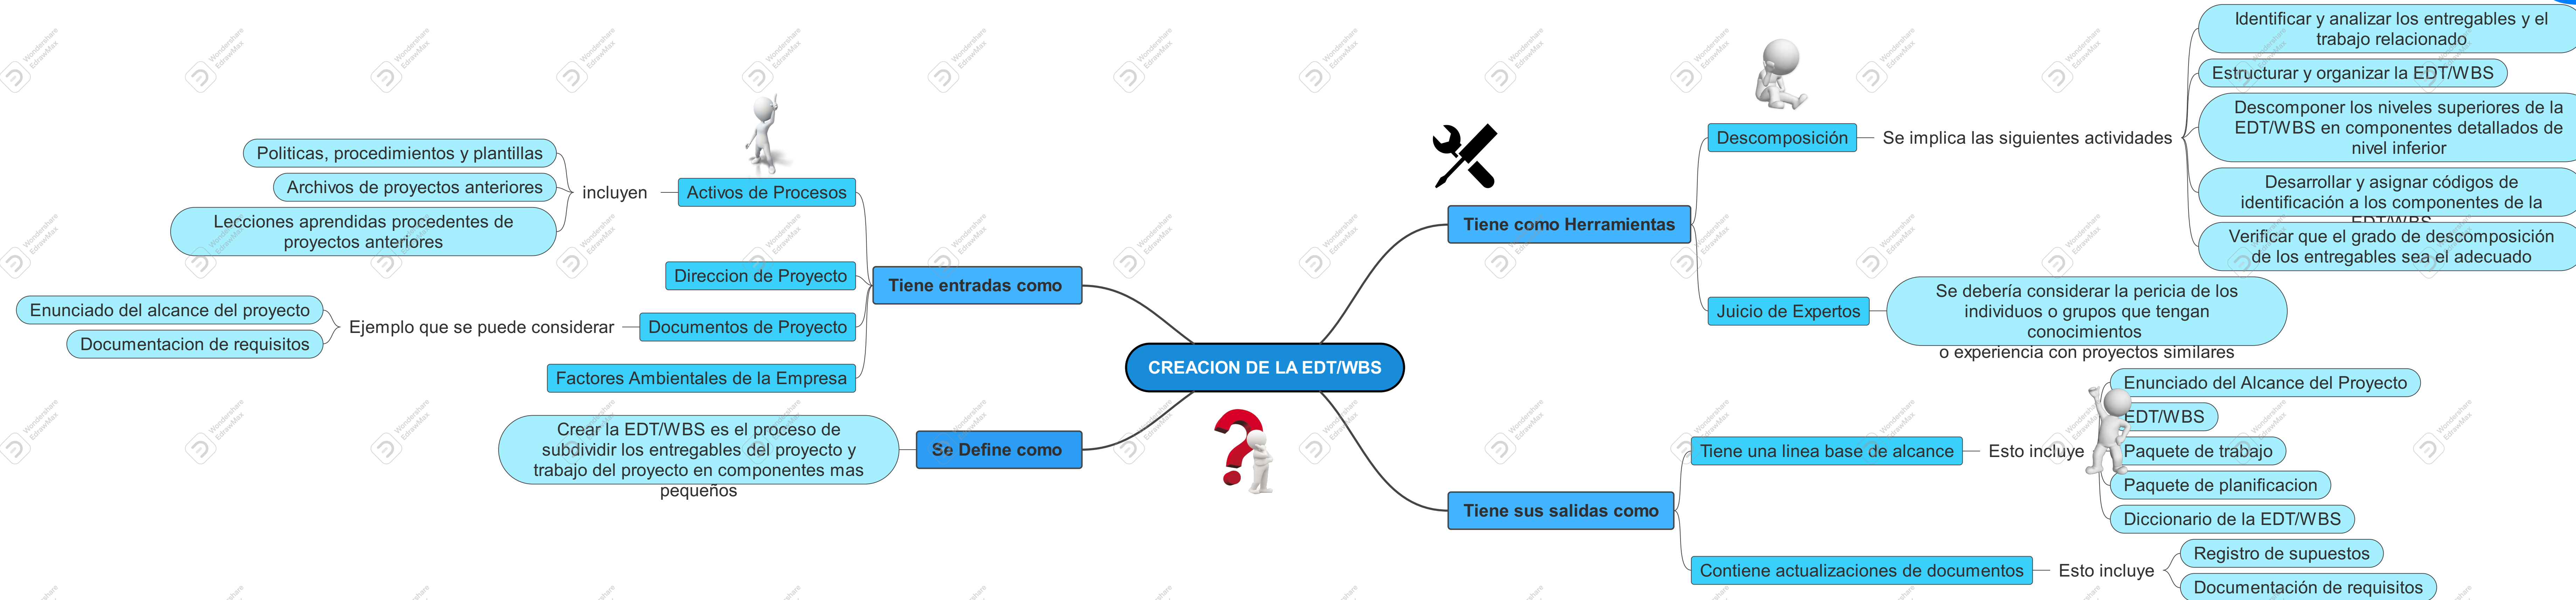 CREACION DE LA EDT/WBS
Tiene entradas como
Activos de Procesos
incluyen
Politicas, procedimientos y plantillas
Archivos de proyectos anteriores
Lecciones aprendidas procedentes de
proyectos anteriores
Direccion de Proyecto
Documentos de Proyecto
Ejemplo que se puede considerar
Enunciado del alcance del proyecto
Documentacion de requisitos
Factores Ambientales de la Empresa
Se Define como
Crear la EDT/WBS es el proceso de
subdividir los entregables del proyecto y
trabajo del proyecto en componentes mas
pequeños
Tiene como Herramientas
Descomposición
Se implica las siguientes actividades
Identificar y analizar los entregables y el
trabajo relacionado
Estructurar y organizar la EDT/WBS
Descomponer los niveles superiores de la
EDT/WBS en componentes detallados de
nivel inferior
Desarrollar y asignar códigos de
identificación a los componentes de la
EDT/WBS
Verificar que el grado de descomposición
de los entregables sea el adecuado
Juicio de Expertos
Se debería considerar la pericia de los
individuos o grupos que tengan
conocimientos
o experiencia con proyectos similares
Tiene sus salidas como
Tiene una linea base de alcance
Esto incluye
Enunciado del Alcance del Proyecto
EDT/WBS
Paquete de trabajo
Paquete de planificacion
Diccionario de la EDT/WBS
Contiene actualizaciones de documentos
Esto incluye
Registro de supuestos
Documentación de requisitos
Wondershare
EdrawMax